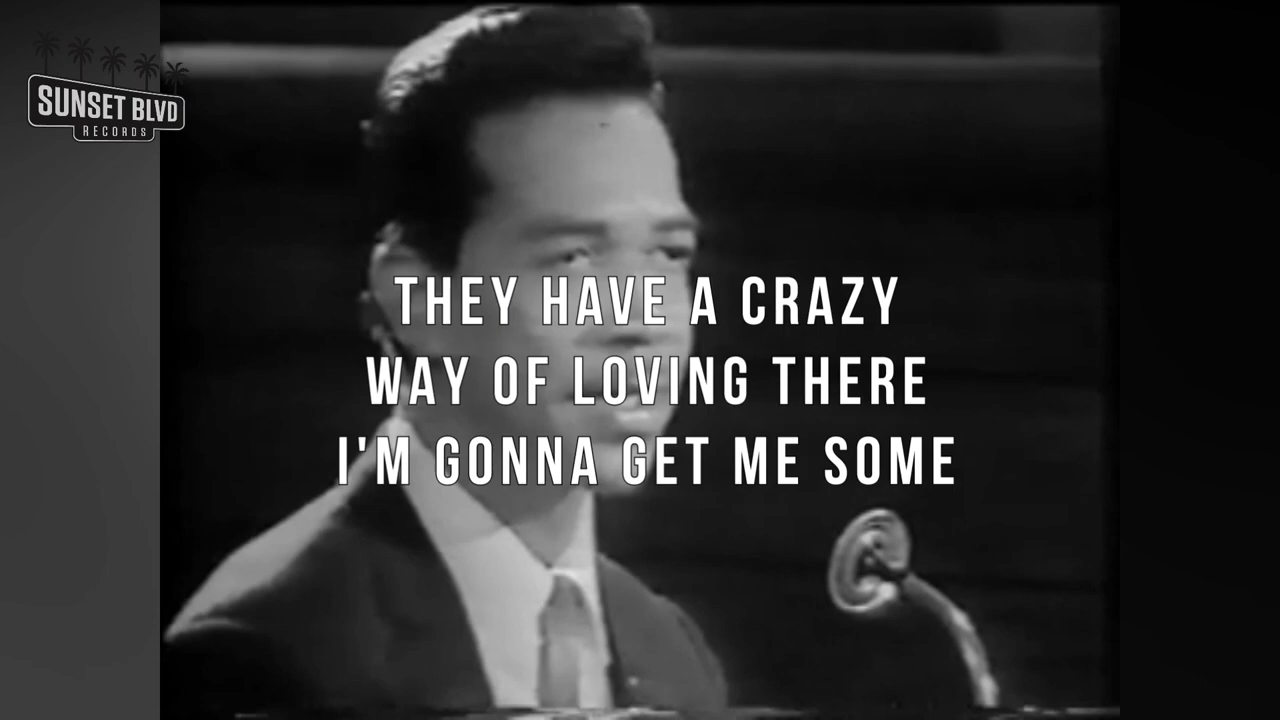 SUNSET BLVD
RECORDS
THEY HAVE A CRAZY
WAY OF LOVING THERE
I'M GONNA GET ME SOME